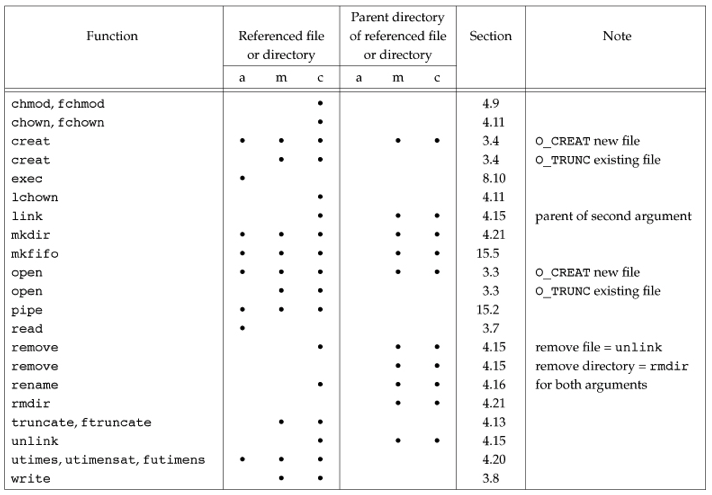 Function Referenced file or directory Parent directory of referenced file or directory Section Note
a m c a m c
chmod, fchmod • 4.9
chown, fchown • 4.11
creat • • • • • 3.4 O_CREAT new file
creat • • 3.4 O_TRUNC existing file
exec • 8.10
lchown • 4.11
link • • • 4.15 parent of second argument
mkdir • • • • • 4.21
mkfifo • • • • • 15.5
open • • • • • 3.3 O_CREAT new file
open • • 3.3 O_TRUNC existing file
pipe • • • 15.2
read • 3.7
remove • • • 4.15 remove file = unlink
remove • • 4.15 remove directory = rmdir
rename • • • 4.16 for both arguments
rmdir • • 4.21
truncate, ftruncate • • 4.13
unlink • • • 4.15
utimes, utimensat, futimens • • • 4.20
write • • 3.8